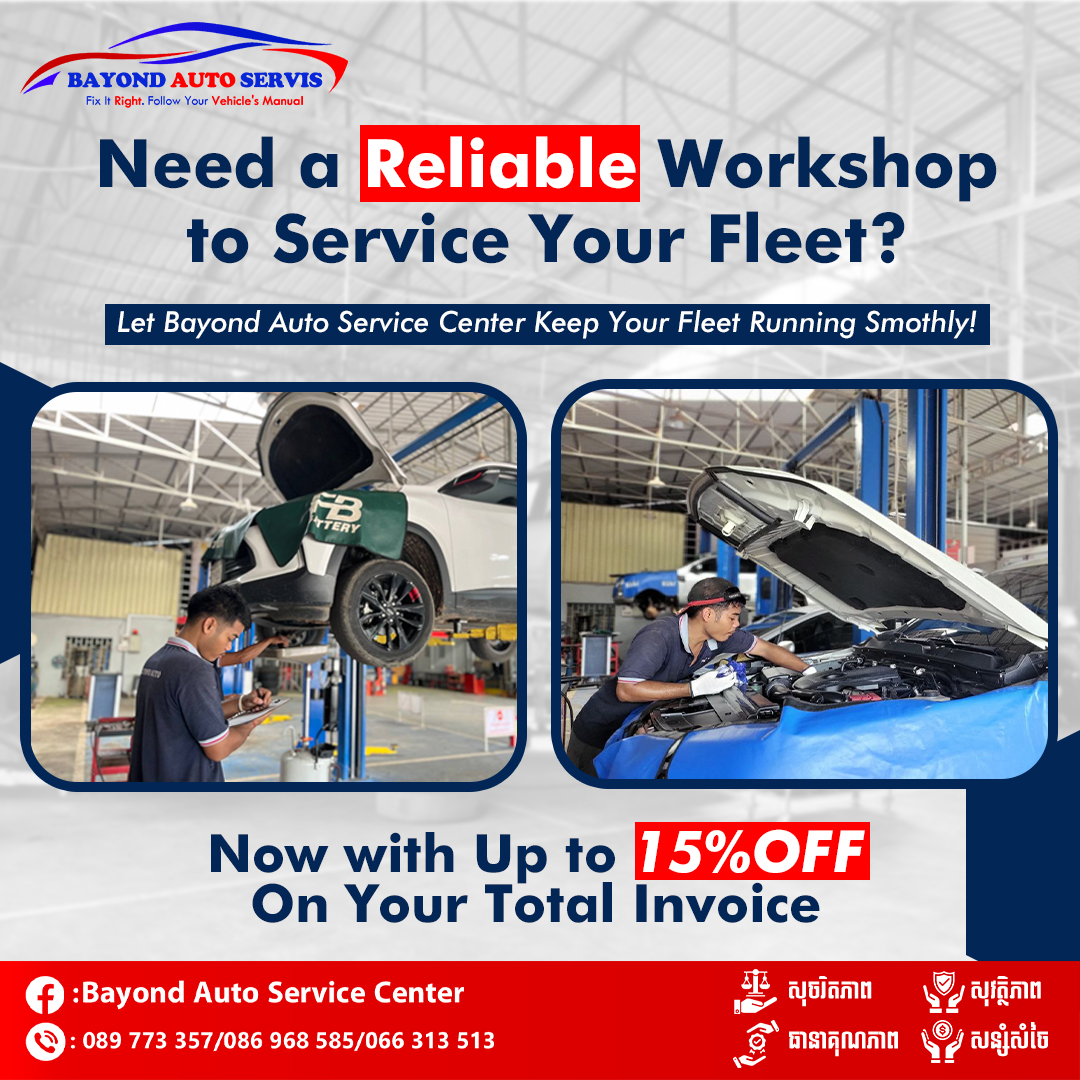 BAYOND AUTO SERVIS
Fix It Right. Follow Your Vehicle's Manual
Need a Reliable Workshop
to Service Your Fleet?
Let Bayond Auto Service Center Keep Your Fleet Running Smothly!
FB
TTERY
Now with Up to 15%OFF
On Your Total Invoice
:Bayond Auto Service Center
: 089 773 357/086 968 585/066 313 513
សុចរិតភាព
សុវត្ថិភាព
ធានាគុណភាព
សន្សំសំចៃ